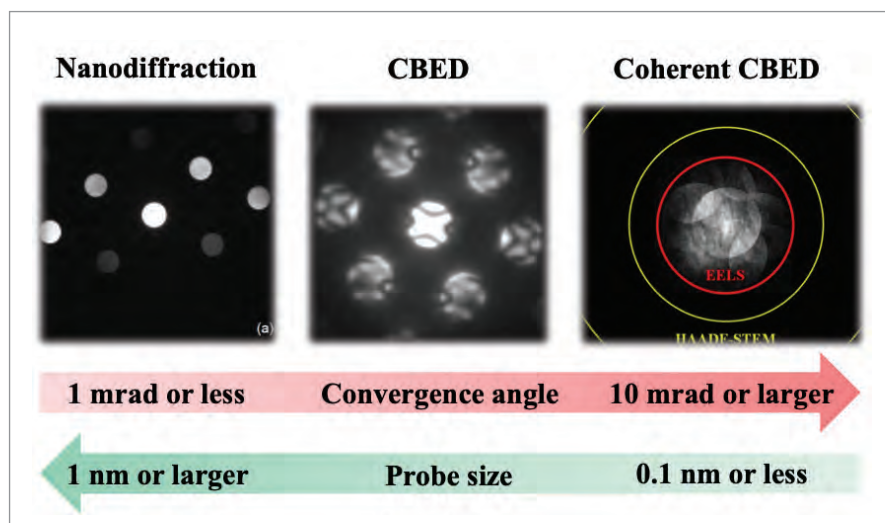 Nanodiffraction CBED Coherent CBED
(a)
EELS
HAADF-STEM
1 mrad or less Convergence angle 10 mrad or larger
1 nm or larger Probe size 0.1 nm or less